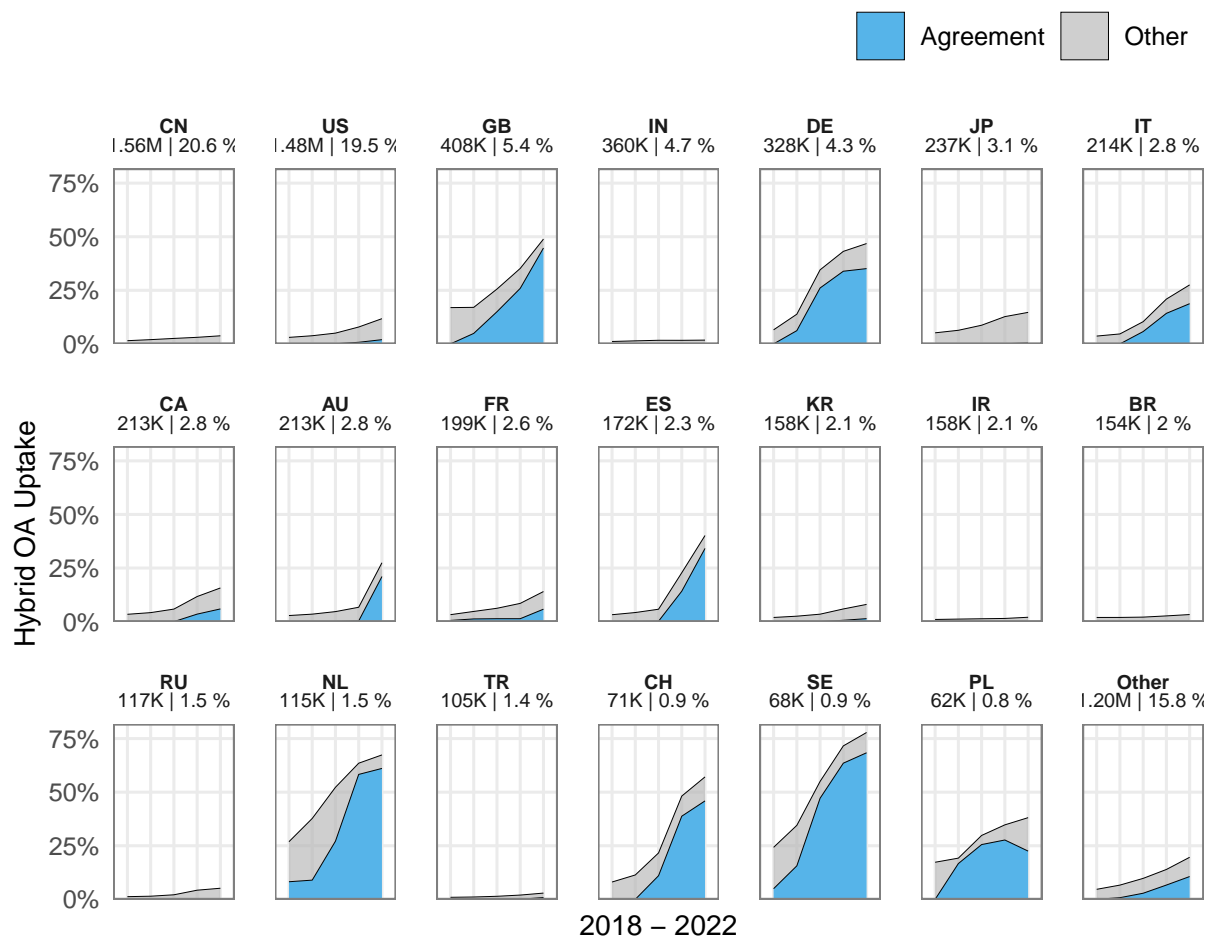 Agreement Other
CN US GB IN DE JP IT
.56M | 20.6 % .48M | 19.5 % 408K | 5.4 % 360K | 4.7 % 328K | 4.3 % 237K | 3.1 % 214K | 2.8 %
75%
50%
25%
0%
CA AU FR ES KR IR BR
213K | 2.8 % 213K | 2.8 % 199K | 2.6 % 172K | 2.3 % 158K | 2.1 % 158K | 2.1 % 154K | 2 %
75%
50%
25%
0%
Hybrid OA Uptake
RU NL TR CH SE PL Other
117K | 1.5 % 115K | 1.5 % 105K | 1.4 % 71K | 0.9 % 68K | 0.9 % 62K | 0.8 % 1.20M | 15.8 %
75%
50%
25%
0%
2018 – 2022